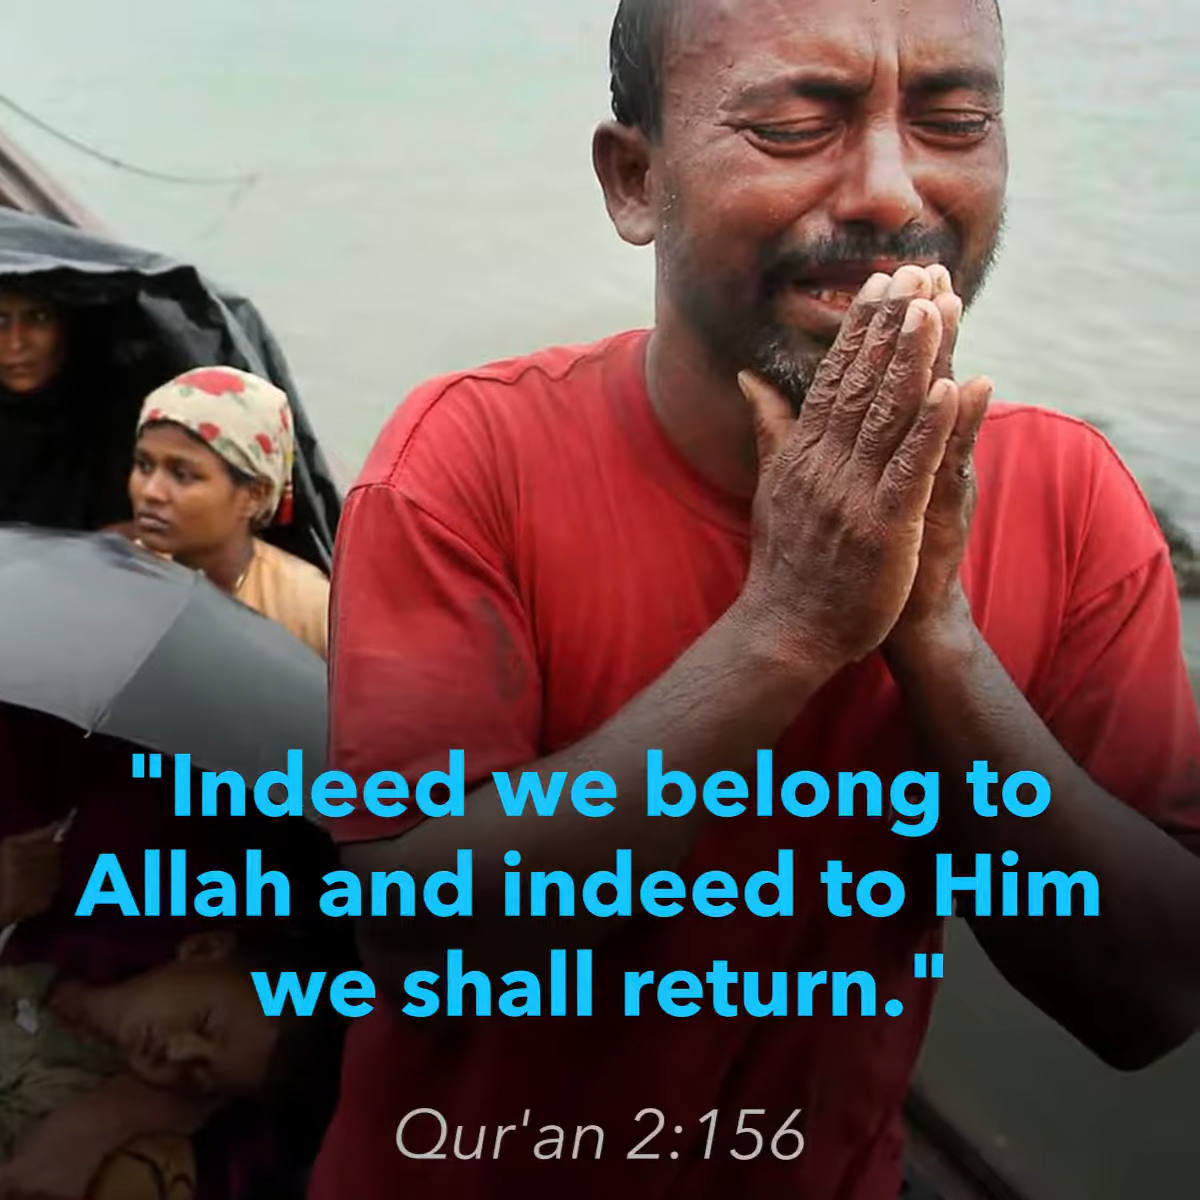 "Indeed we belong to
Allah and indeed to Him
we shall return."
Qur'an 2:156